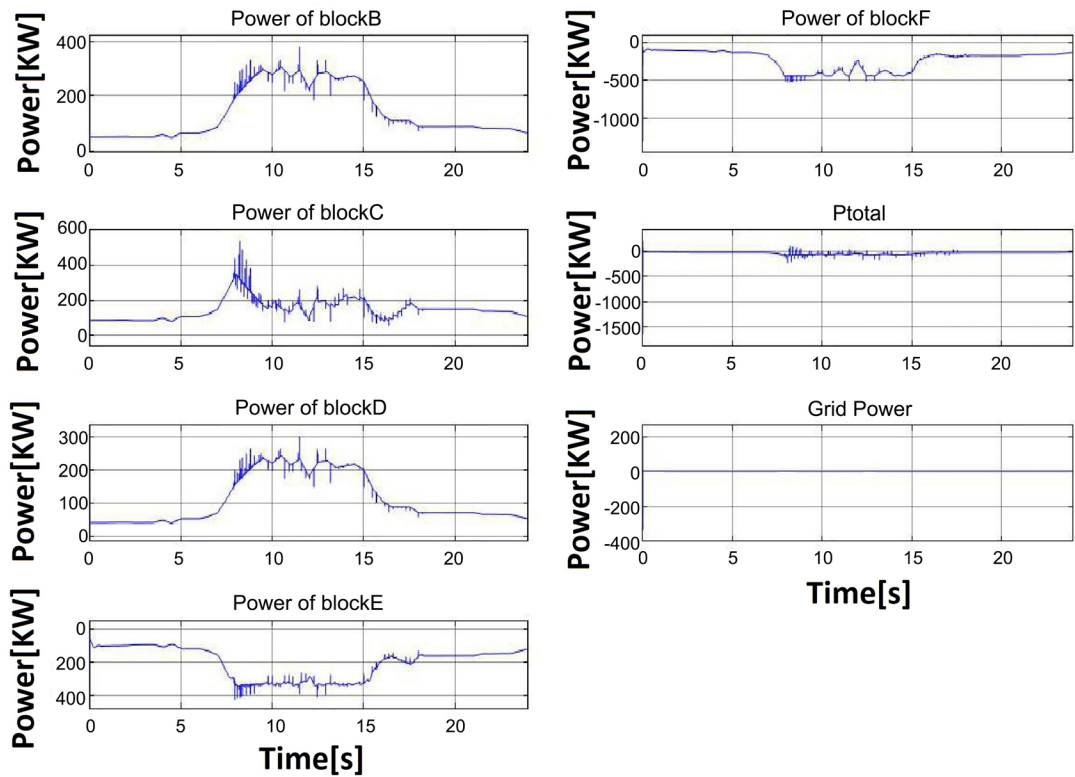 Power of blockB
Power[KW]
400
200
0
0 5 10 15 20
Power of blockC
Power[KW]
600
400
200
0
0 5 10 15 20
Power of blockD
Power[KW]
300
200
100
0
0 5 10 15 20
Power of blockE
Power[KW]
0
200
400
0 5 10 15 20
Time[s]
Power of blockF
Power[KW]
0
-500
-1000
0 5 10 15 20
Ptotal
Power[KW]
0
-500
-1000
-1500
0 5 10 15 20
Grid Power
Power[KW]
200
0
-200
-400
0 5 10 15 20
Time[s]